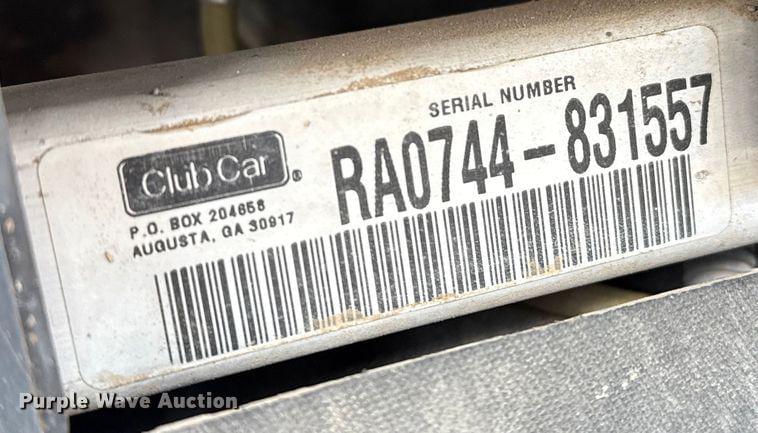 SERIAL NUMBER
RA0744-831557
Club Car®
P.O. BOX 204658
AUGUSTA, GA 30917
Purple Wave Auction